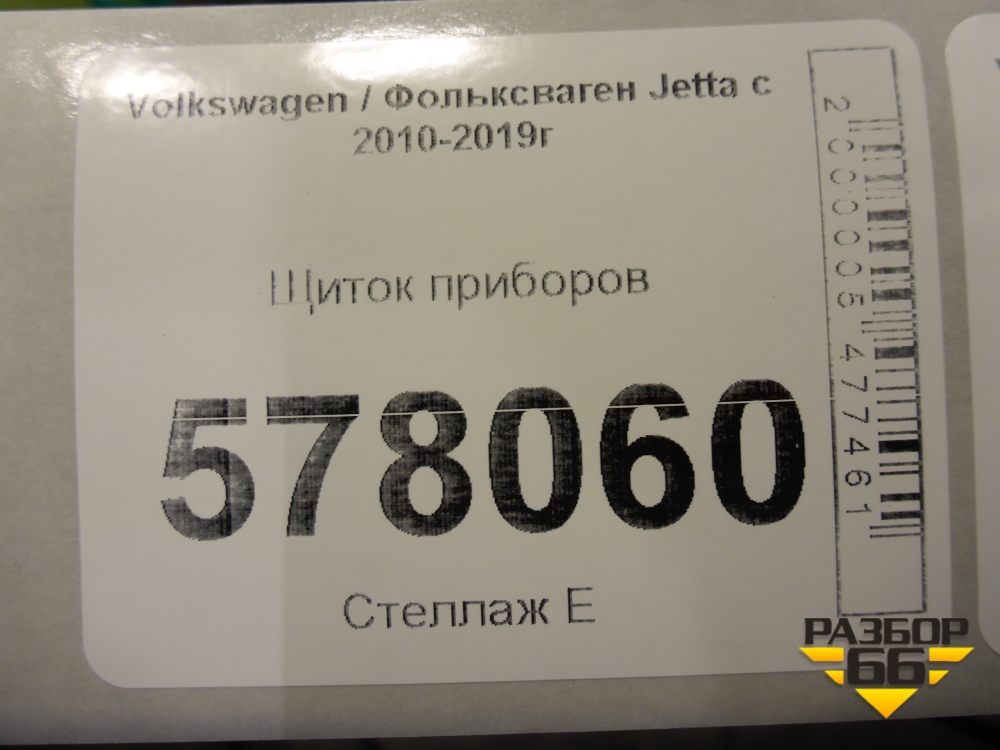 Volkswagen / Фольксваген Jetta с
2010-2019г
Щиток приборов
578060
Стеллаж Е
2000005477461
РАЗБОР
66